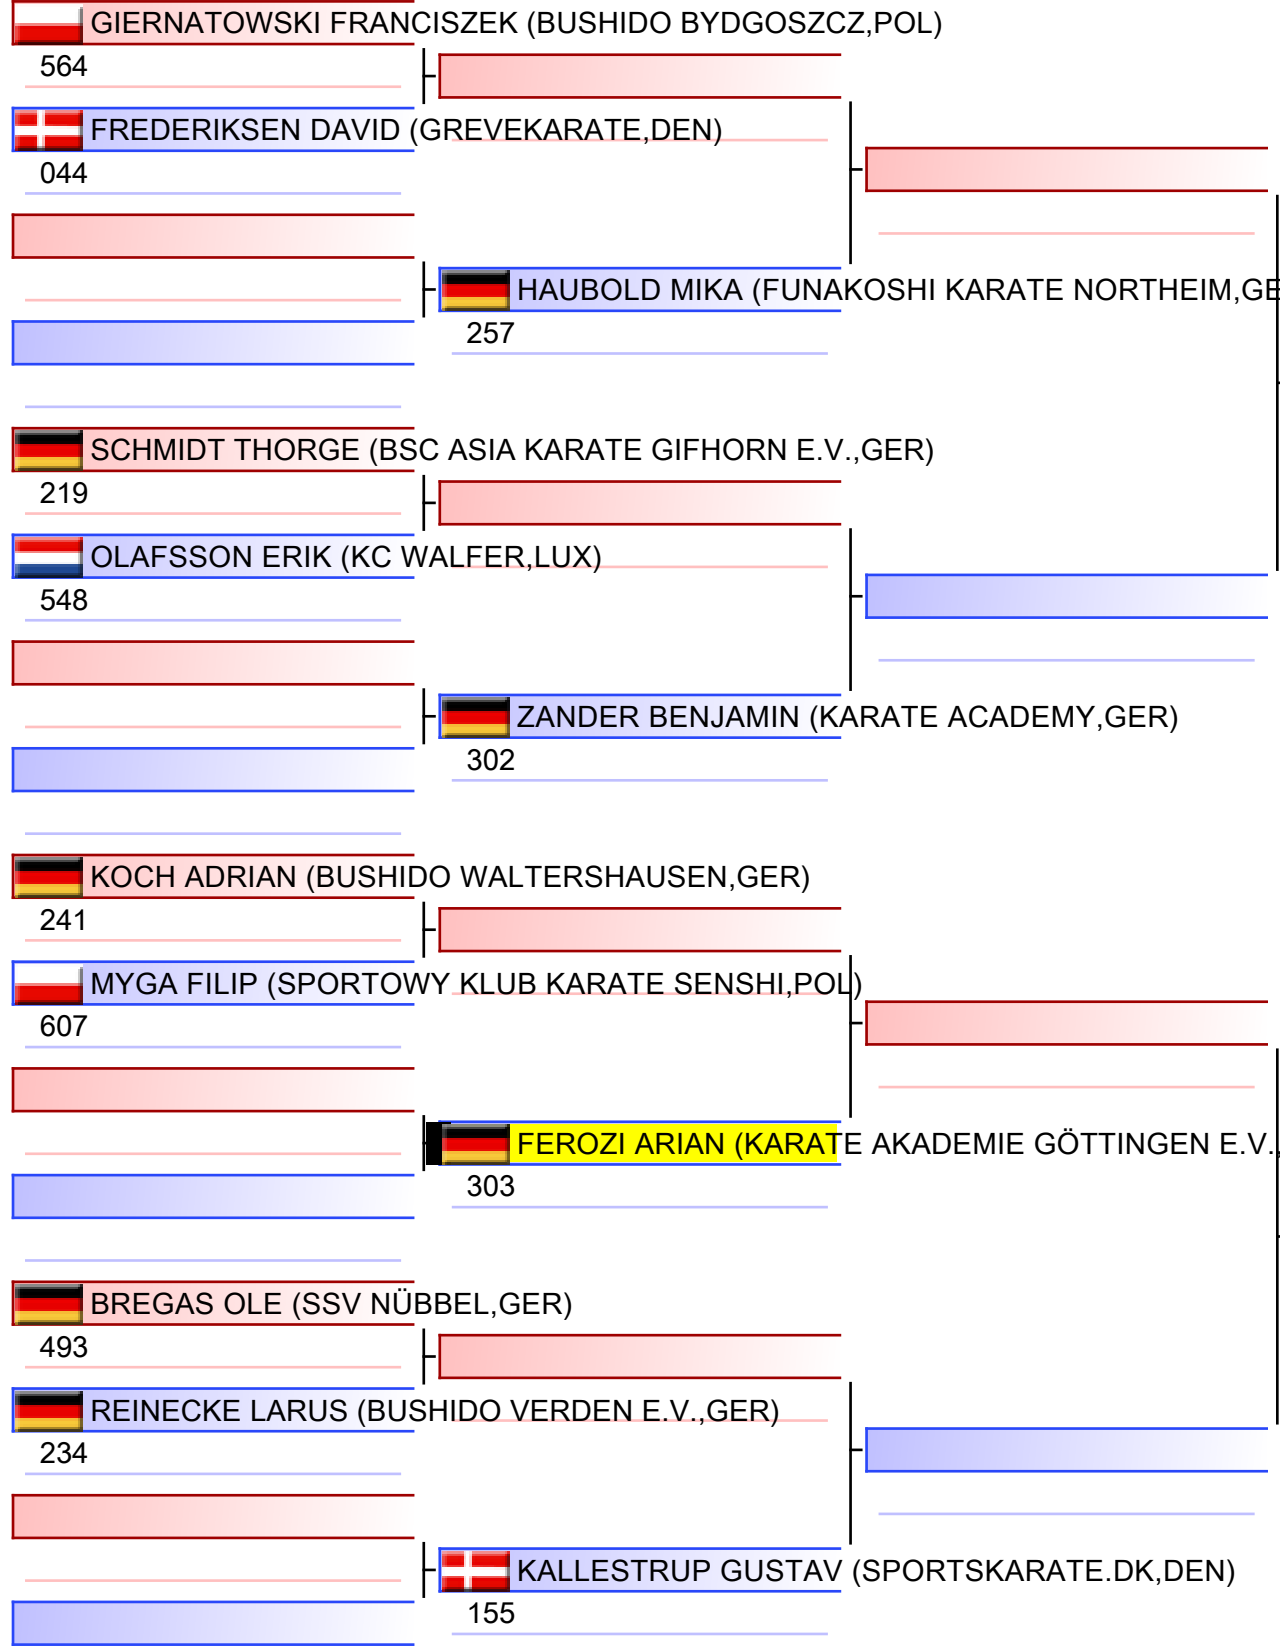 GIERNATOWSKI FRANCISZEK (BUSHIDO BYDGOSZCZ,POL)
564
FREDERIKSEN DAVID (GREVEKARATE,DEN)
044
HAUBOLD MIKA (FUNAKOSHI KARATE NORTHEIM,GE
257
SCHMIDT THORGE (BSC ASIA KARATE GIFHORN E.V.,GER)
219
OLAFSSON ERIK (KC WALFER,LUX)
548
ZANDER BENJAMIN (KARATE ACADEMY,GER)
302
KOCH ADRIAN (BUSHIDO WALTERSHAUSEN,GER)
241
MYGA FILIP (SPORTOWY KLUB KARATE SENSHI,POL)
607
FEROZI ARIAN (KARATE AKADEMIE GÖTTINGEN E.V.,
303
BREGAS OLE (SSV NÜBBEL,GER)
493
REINECKE LARUS (BUSHIDO VERDEN E.V.,GER)
234
KALLESTRUP GUSTAV (SPORTSKARATE.DK,DEN)
155